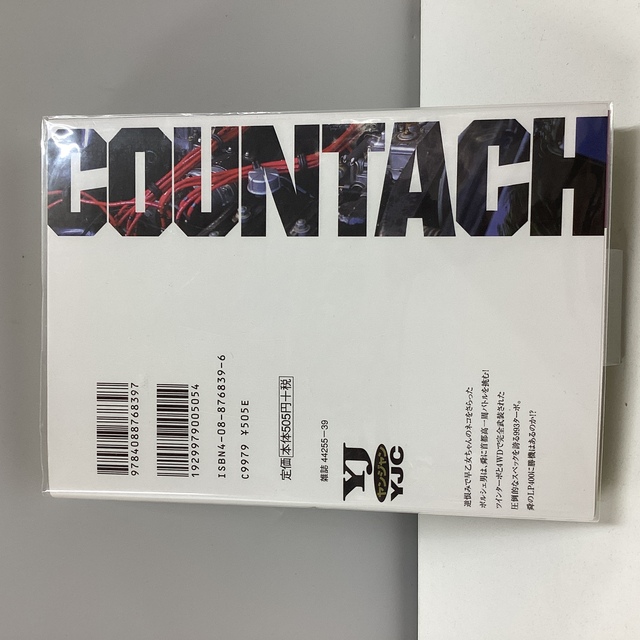 COUNTACH
9784088768397
1929979005054
ISBN4-08-876839-6
C9979 ¥505E
定価 本体505円+税
雑誌 44255-39
YJ
ヤンジャン
YJC
逆恨みで早乙女ちゃんのネコをさらった
ポルシェ男は、舜に首都高一周バトルを挑む!
ツインターボと4WDで完全武装された
圧倒的なスペックを誇る993ターボ。
舜のLP400に勝機はあるのか!?